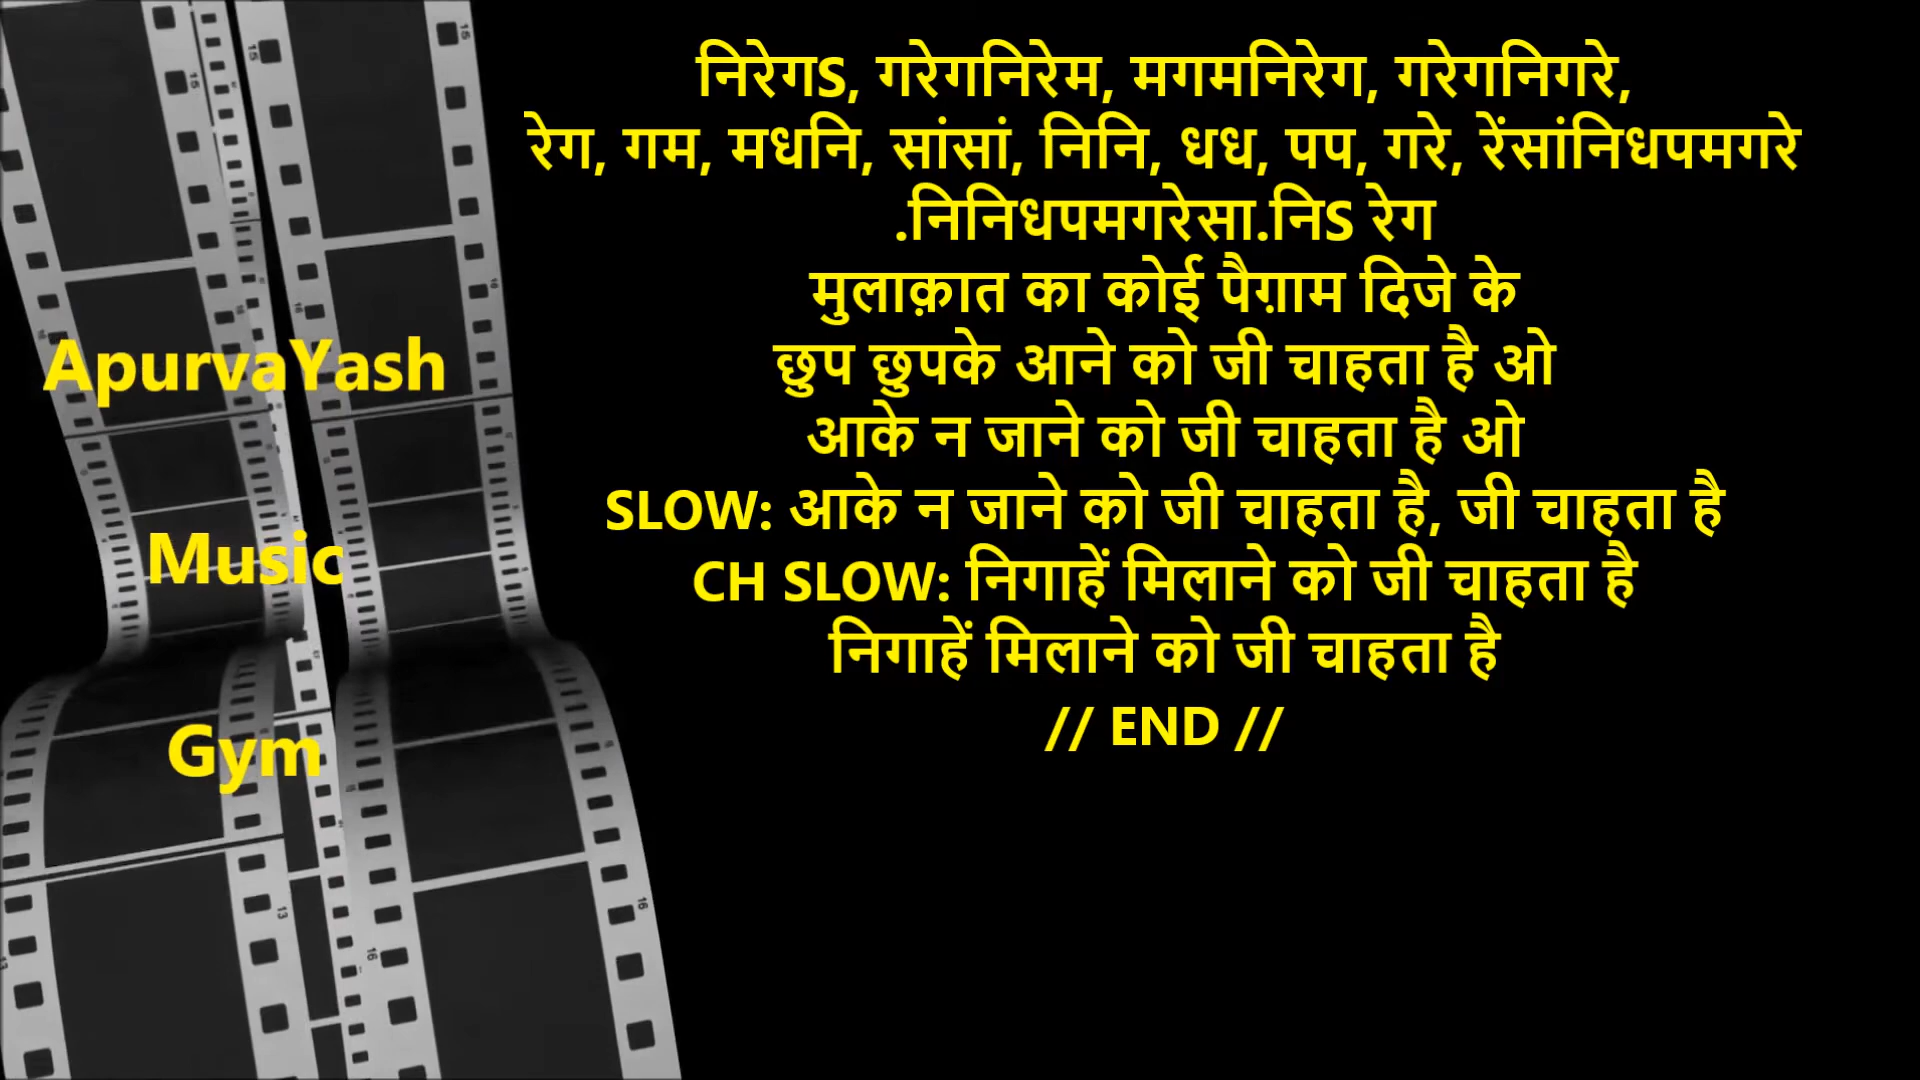 निरेगS, गरेगनिरेम, मगमनिरेग, गरेगनिगरे,
रेग, गम, मधनि, सांसां, निनि, धध, पप, गरे, रेंसांनिधपमगरे
.निनिधपमगरेसा.निS रेग
मुलाक़ात का कोई पैग़ाम दिजे के
छुप छुपके आने को जी चाहता है ओ
आके न जाने को जी चाहता है ओ
SLOW: आके न जाने को जी चाहता है, जी चाहता है
CH SLOW: निगाहें मिलाने को जी चाहता है
निगाहें मिलाने को जी चाहता है
// END //
ApurvaYash
Music
Gym